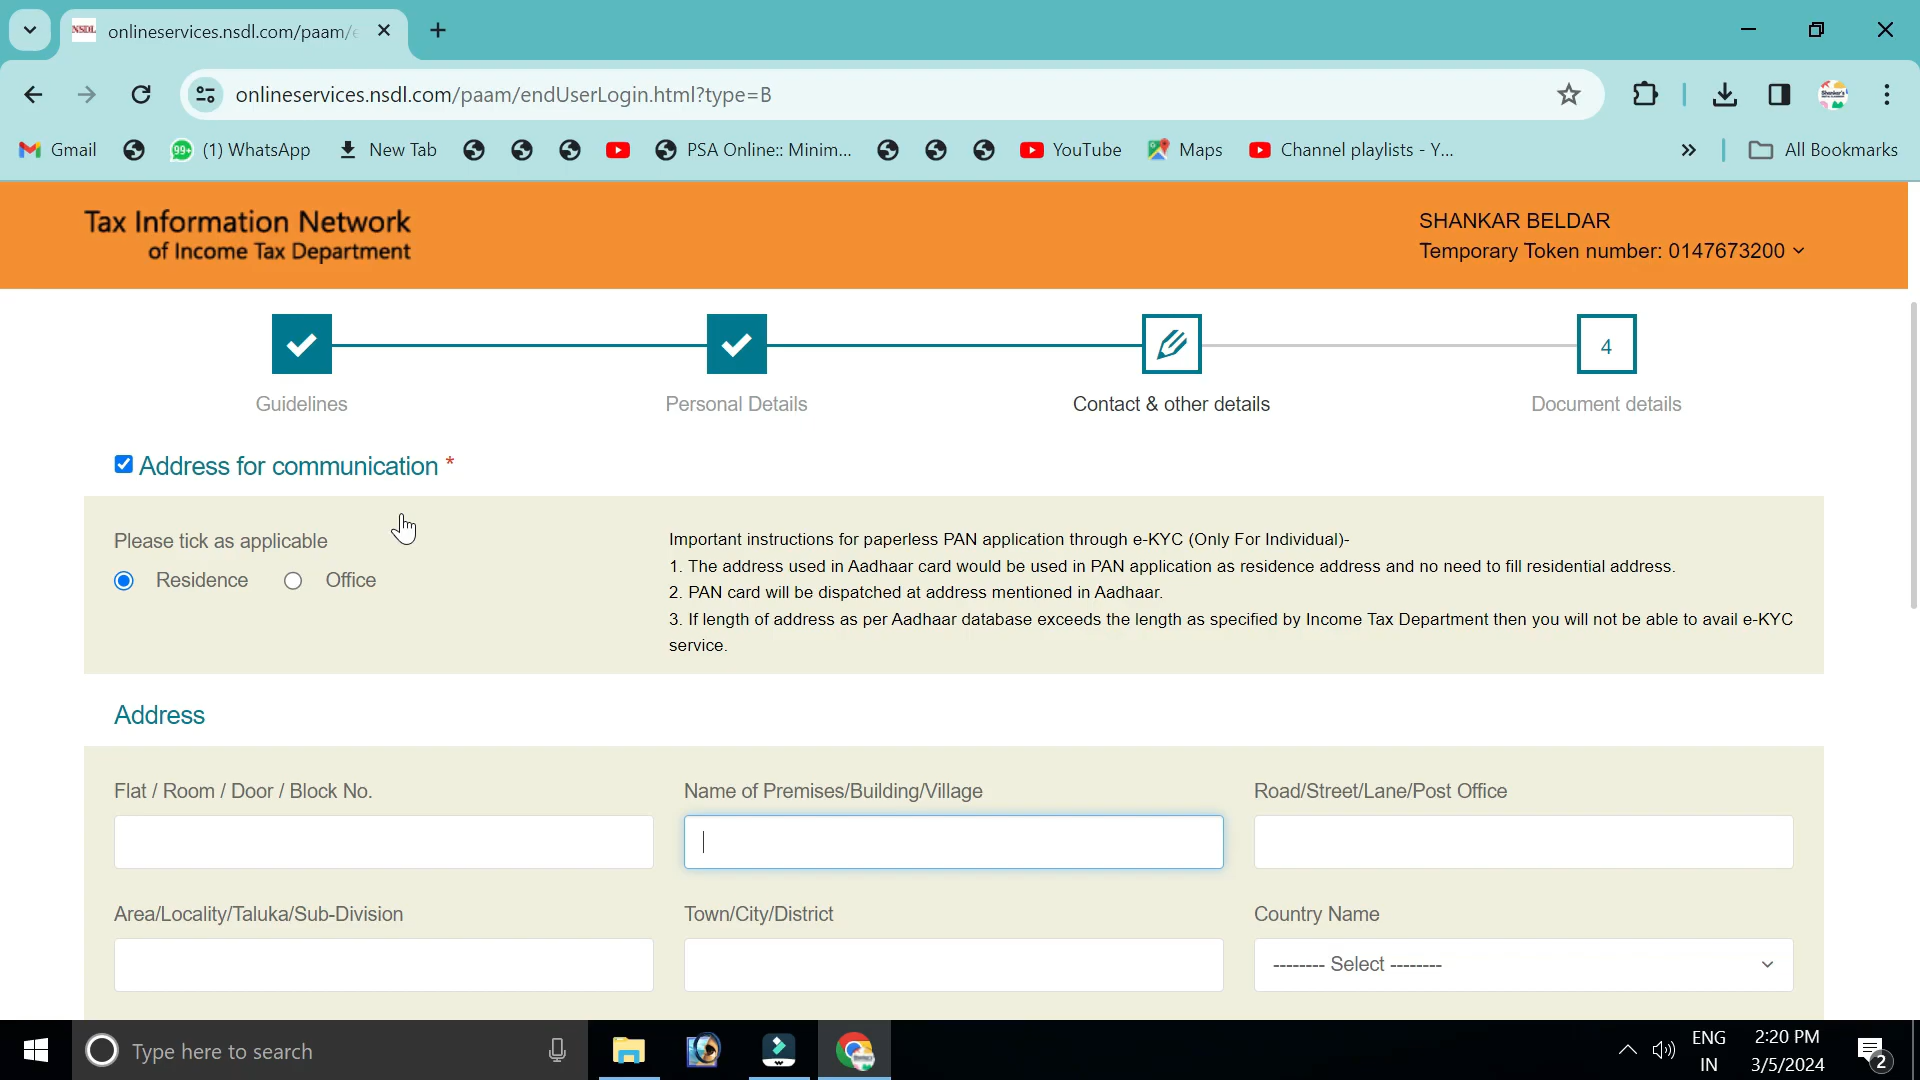 NSDL onlineservices.nsdl.com/paam/e
onlineservices.nsdl.com/paam/endUserLogin.html?type=B
Gmail 99+ (1) WhatsApp New Tab PSA Online:: Minim... YouTube Maps Channel playlists - Y... » All Bookmarks
Tax Information Network
of Income Tax Department
SHANKAR BELDAR
Temporary Token number: 0147673200
4
Guidelines Personal Details Contact & other details Document details
Address for communication *
Please tick as applicable
Residence Office
Important instructions for paperless PAN application through e-KYC (Only For Individual)-
1. The address used in Aadhaar card would be used in PAN application as residence address and no need to fill residential address.
2. PAN card will be dispatched at address mentioned in Aadhaar.
3. If length of address as per Aadhaar database exceeds the length as specified by Income Tax Department then you will not be able to avail e-KYC
service.
Address
Flat / Room / Door / Block No. Name of Premises/Building/Village Road/Street/Lane/Post Office
Area/Locality/Taluka/Sub-Division Town/City/District Country Name
-------- Select --------
Type here to search
ENG
IN
2:20 PM
3/5/2024
2